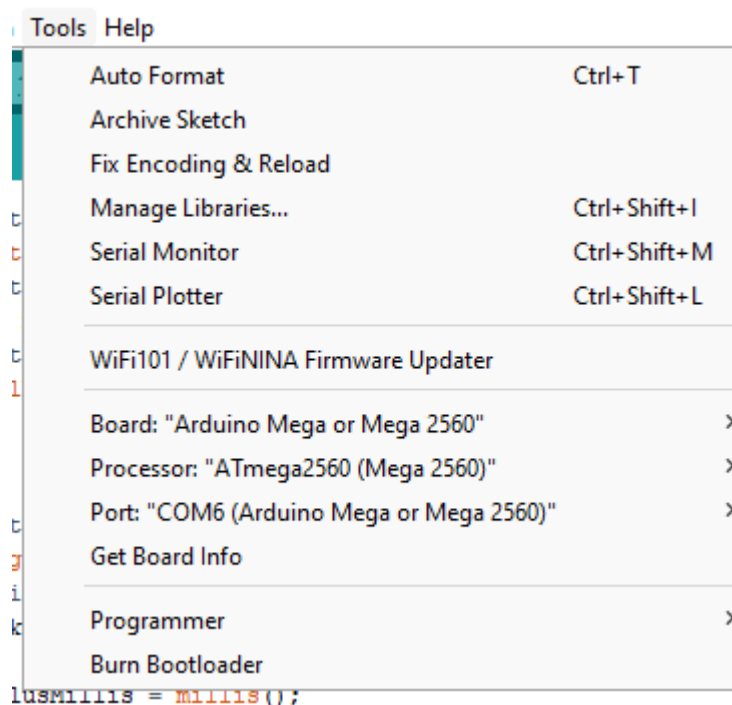 Tools Help
Auto Format Ctrl+T
Archive Sketch
Fix Encoding & Reload
Manage Libraries... Ctrl+Shift+I
Serial Monitor Ctrl+Shift+M
Serial Plotter Ctrl+Shift+L
WiFi101 / WiFiNINA Firmware Updater
Board: "Arduino Mega or Mega 2560"
Processor: "ATmega2560 (Mega 2560)"
Port: "COM6 (Arduino Mega or Mega 2560)"
Get Board Info
Programmer
Burn Bootloader
lusMillis = millis();